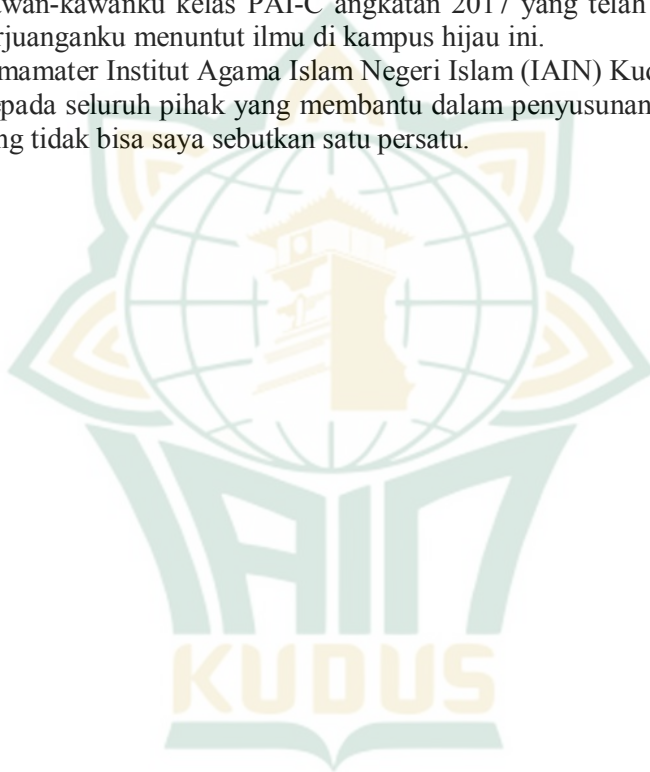 wan-kawanku kelas PAI-C angkatan 2017 yang telah
rjuanganku menuntut ilmu di kampus hijau ini.
mamater Institut Agama Islam Negeri Islam (IAIN) Kud
pada seluruh pihak yang membantu dalam penyusunan
ng tidak bisa saya sebutkan satu persatu.
IAIN
KUDUS